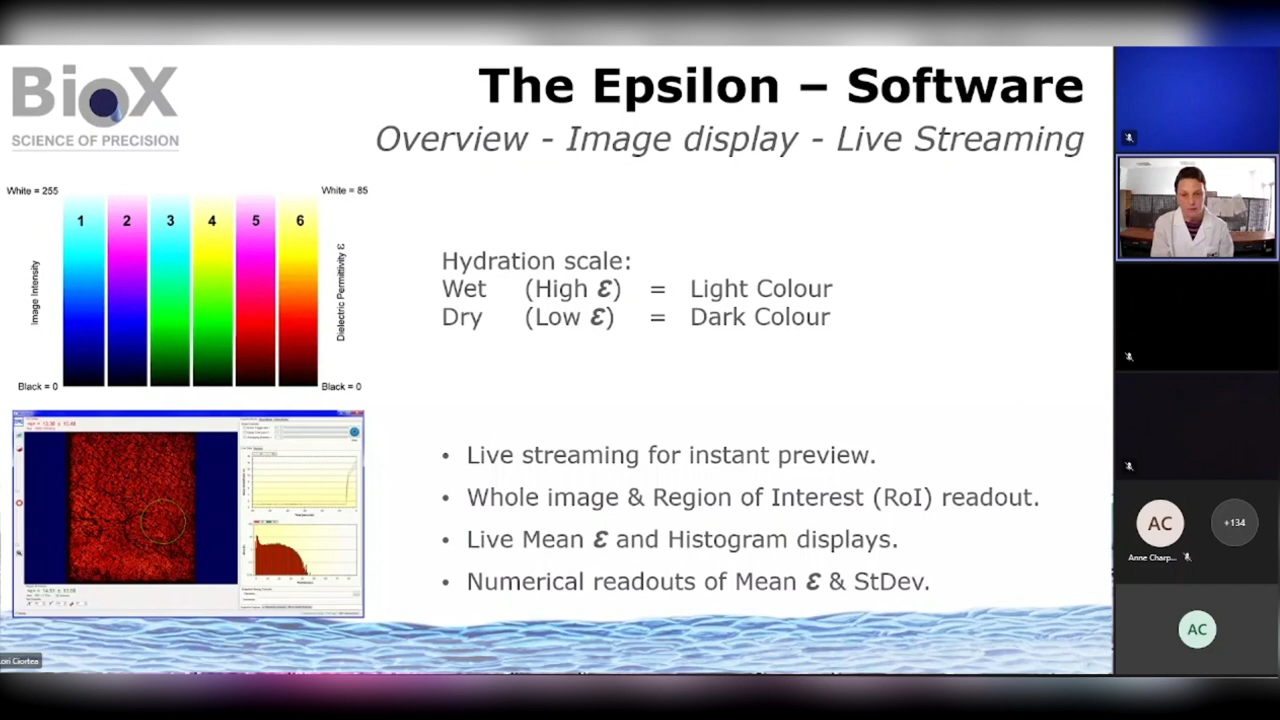 BioX
SCIENCE OF PRECISION
The Epsilon – Software
Overview - Image display - Live Streaming
White = 255
White = 85
1 2 3 4 5 6
Image Intensity
Dielectric Permittivity ε
Black = 0
Black = 0
Hydration scale:
Wet (High ε) = Light Colour
Dry (Low ε) = Dark Colour
• Live streaming for instant preview.
• Whole image & Region of Interest (RoI) readout.
• Live Mean ε and Histogram displays.
• Numerical readouts of Mean ε & StDev.
AC
+134
Anne Charp...
AC
Lori Ciortea